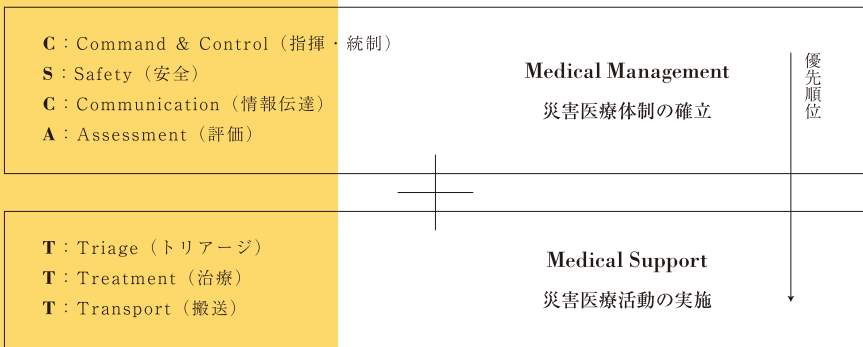 C：Command & Control（指揮・統制）
S：Safety（安全）
C：Communication（情報伝達）
A：Assessment（評価）
Medical Management
災害医療体制の確立
優先順位
T：Triage（トリアージ）
T：Treatment（治療）
T：Transport（搬送）
Medical Support
災害医療活動の実施